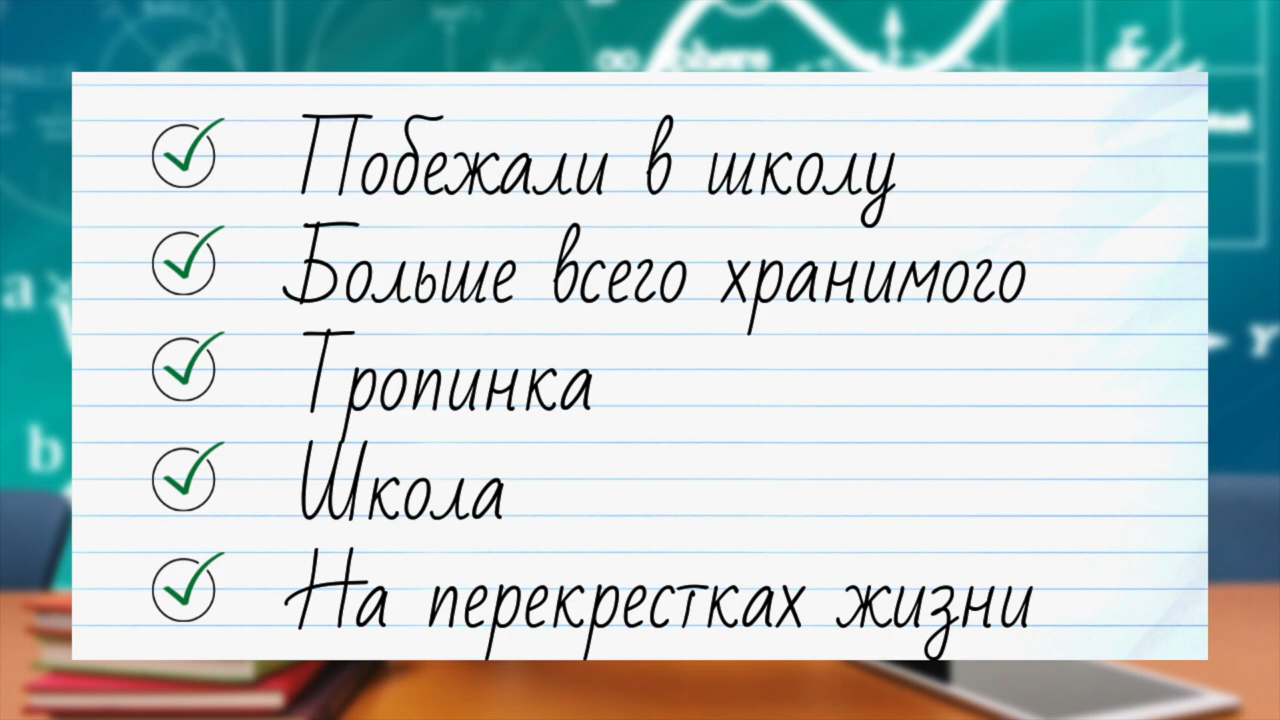 Побежали в школу
Больше всего хранимого
Тропинка
Школа
На перекрестках жизни